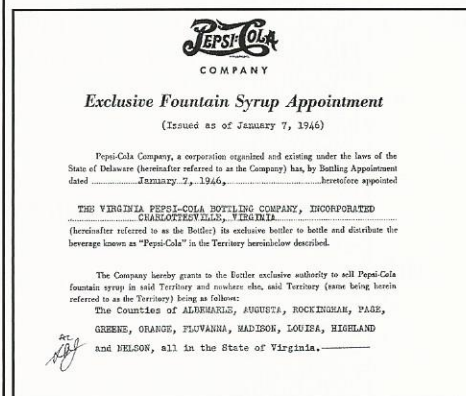 PEPSI-COLA
COMPANY
Exclusive Fountain Syrup Appointment
(Issued as of January 7, 1946)
Pepsi-Cola Company, a corporation organized and existing under the laws of the
State of Delaware (hereinafter referred to as the Company) has, by Bottling Appointment
dated January 7, 1946, heretofore appointed
THE VIRGINIA PEPSI-COLA BOTTLING COMPANY, INCORPORATED
CHARLOTTESVILLE, VIRGINIA
(hereinafter referred to as the Bottler) its exclusive bottler to bottle and distribute the
beverage known as "Pepsi-Cola" in the Territory hereinbelow described.
The Company hereby grants to the Bottler exclusive authority to sell Pepsi-Cola
fountain syrup in said Territory and nowhere else, said Territory (same being herein
referred to as the Territory) being as follows:
The Counties of ALBEMARLE, AUGUSTA, ROCKINGHAM, PAGE,
GREENE, ORANGE, FLUVANNA, MADISON, LOUISA, HIGHLAND
and NELSON, all in the State of Virginia.